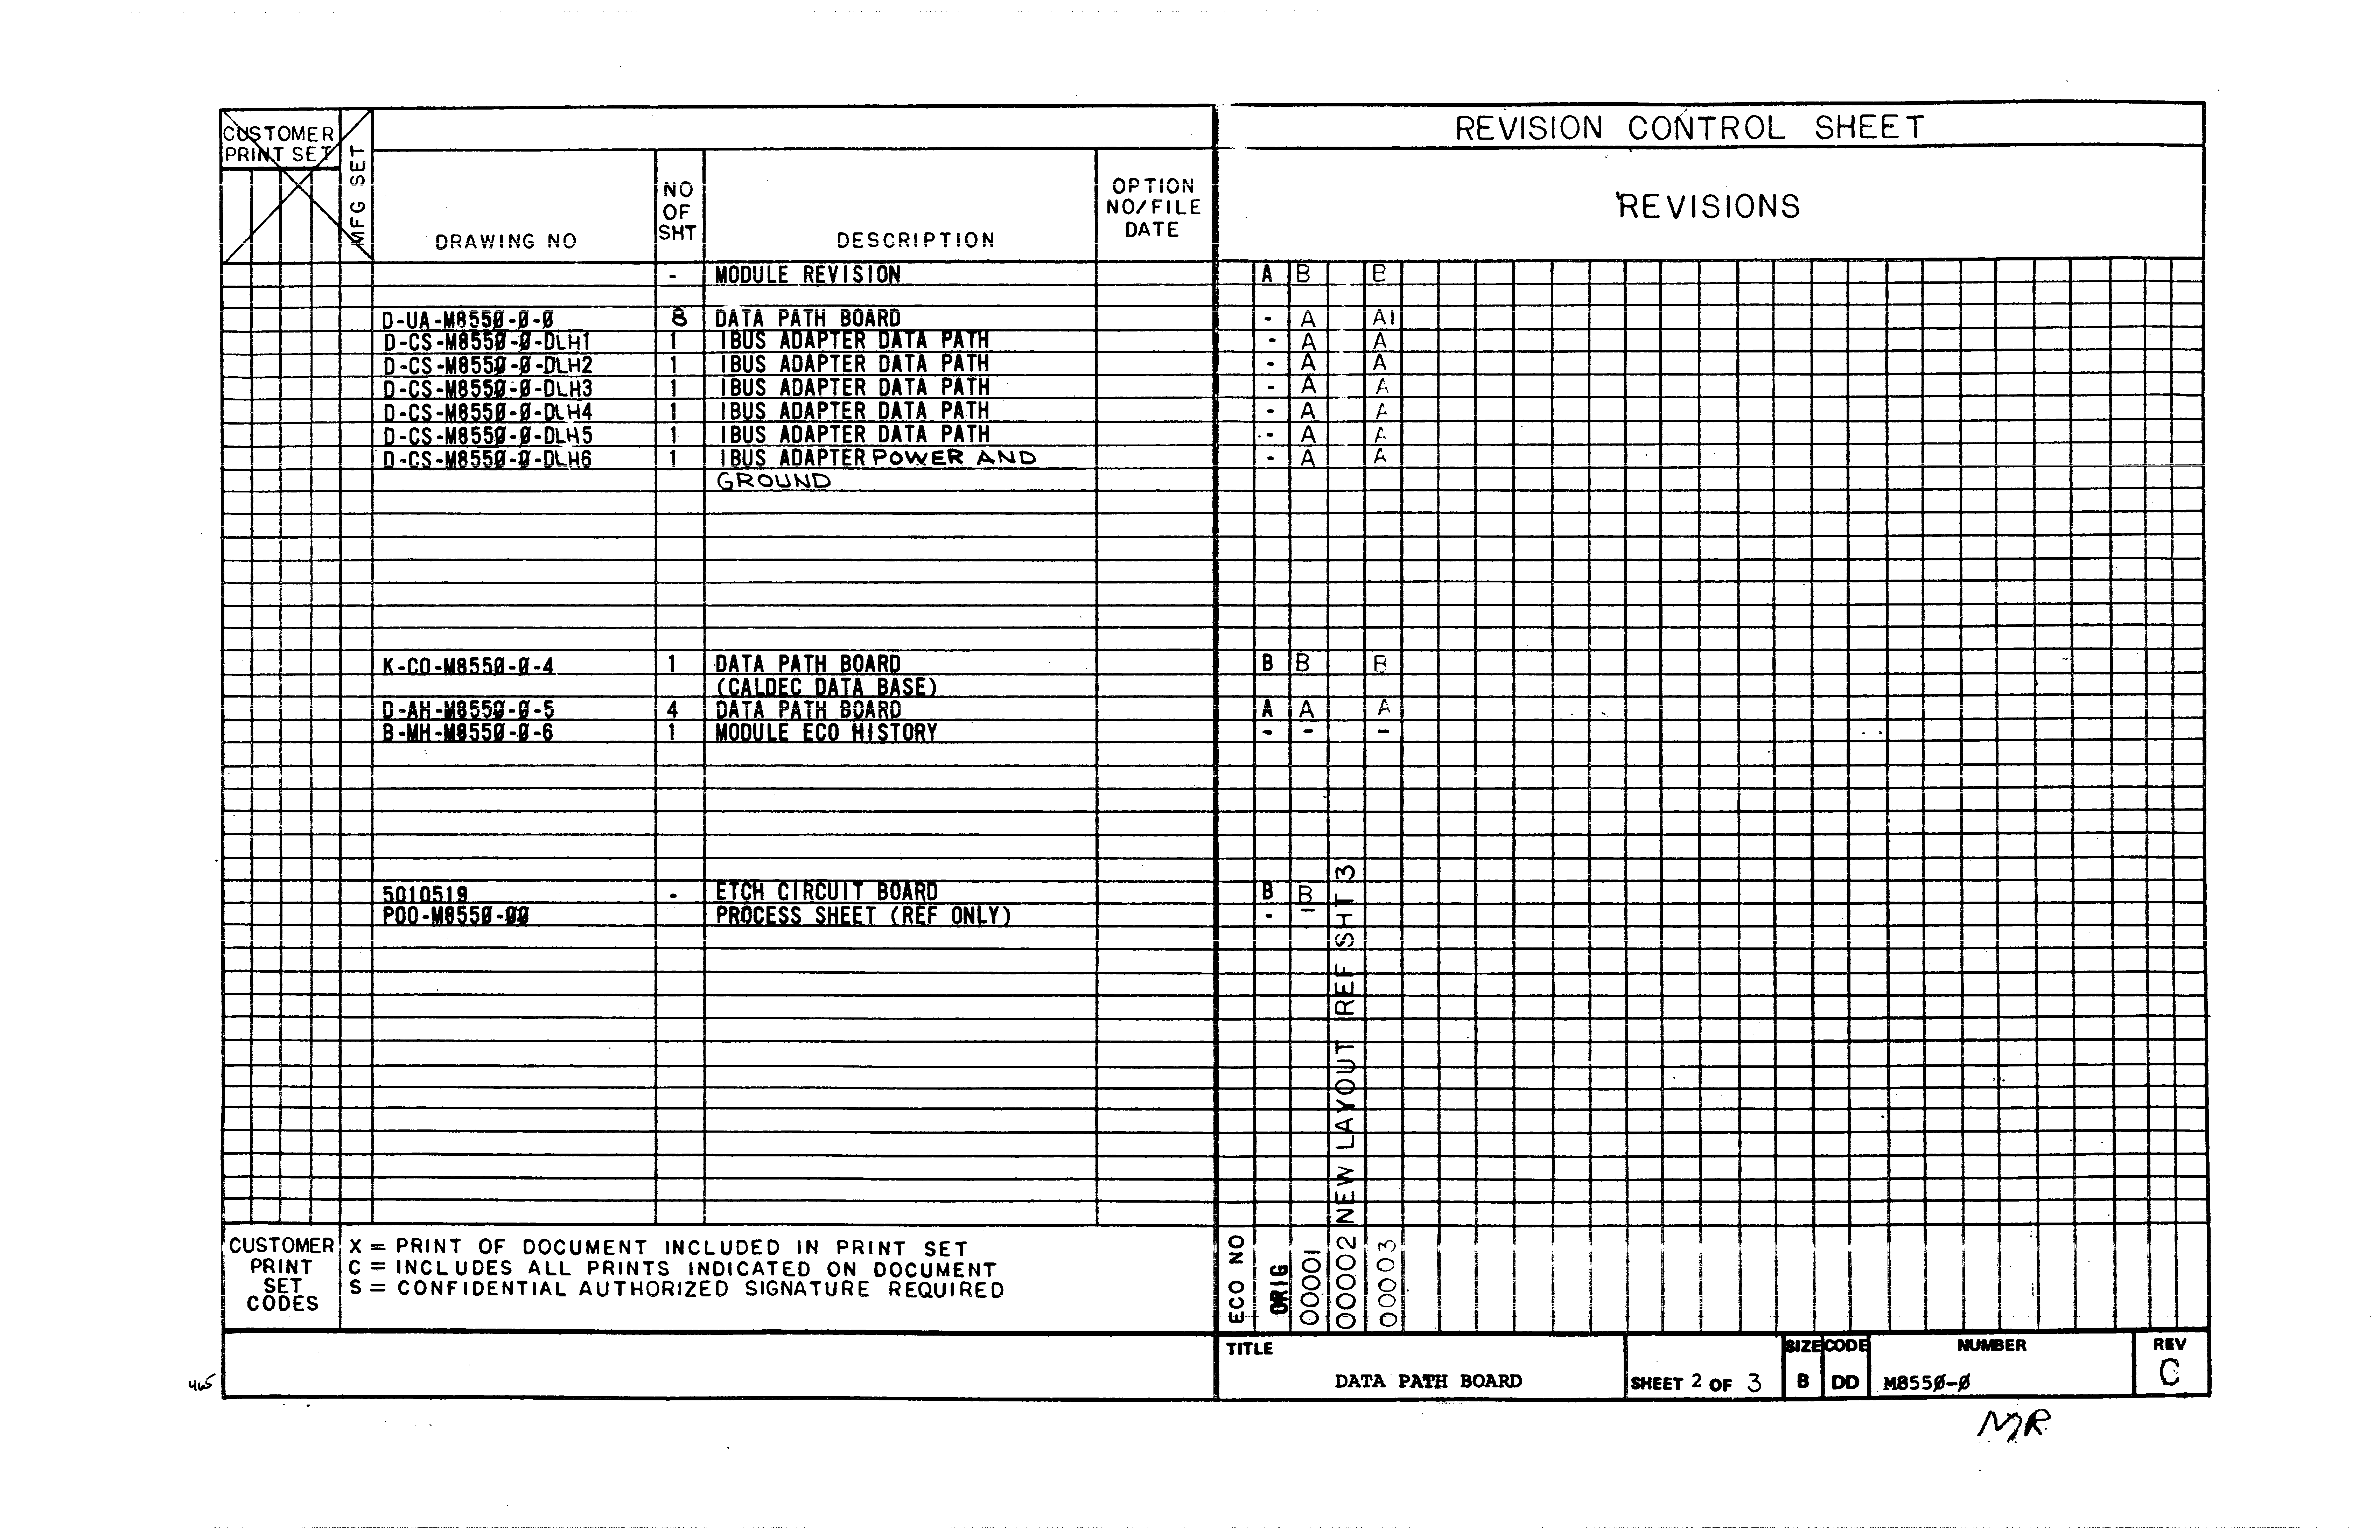 REVISION CONTROL SHEET
CUSTOMER
PRINT SET
MFG SET
DRAWING NO
NO
OF
SHT
DESCRIPTION
OPTION
NO/FILE
DATE
REVISIONS
- MODULE REVISION A B B
D-UA-M855Ø-Ø-Ø 8 DATA PATH BOARD - A A1
D-CS-M855Ø-Ø-DLH1 1 IBUS ADAPTER DATA PATH - A A
D-CS-M855Ø-Ø-DLH2 1 IBUS ADAPTER DATA PATH - A A
D-CS-M855Ø-Ø-DLH3 1 IBUS ADAPTER DATA PATH - A A
D-CS-M855Ø-Ø-DLH4 1 IBUS ADAPTER DATA PATH - A A
D-CS-M855Ø-Ø-DLH5 1 IBUS ADAPTER DATA PATH - A A
D-CS-M855Ø-Ø-DLH6 1 IBUS ADAPTER POWER AND - A A
GROUND
K-CO-M855Ø-Ø-4 1 DATA PATH BOARD B B B
(CALDEC DATA BASE)
D-AH-M855Ø-Ø-5 4 DATA PATH BOARD A A A
B-MH-M855Ø-Ø-6 1 MODULE ECO HISTORY - - -
5010519 - ETCH CIRCUIT BOARD B B
P00-M855Ø-ØØ PROCESS SHEET (REF ONLY) - -
NEW LAYOUT REF SHT 3
CUSTOMER
PRINT
SET
CODES
X = PRINT OF DOCUMENT INCLUDED IN PRINT SET
C = INCLUDES ALL PRINTS INDICATED ON DOCUMENT
S = CONFIDENTIAL AUTHORIZED SIGNATURE REQUIRED
ECO NO
ORIG
00001
00002
00003
TITLE
DATA PATH BOARD
SHEET 2 OF 3
SIZE
B
CODE
DD
NUMBER
M855Ø-Ø
REV
C
465
MR